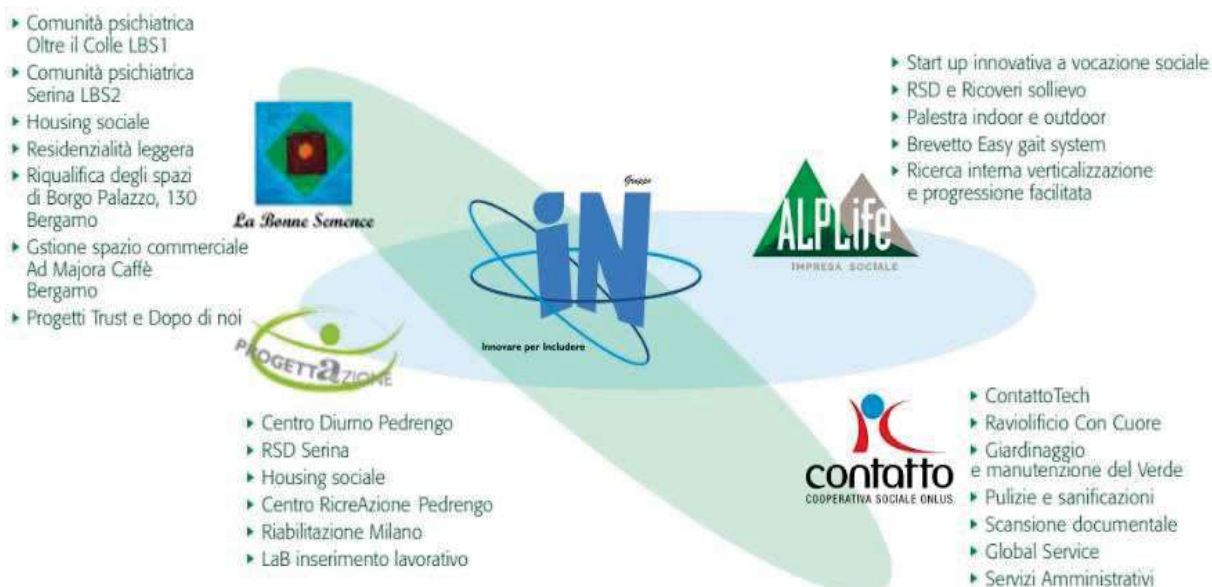 ▸ Comunità psichiatrica
Oltre il Colle LBS1
▸ Comunità psichiatrica
Serina LBS2
▸ Housing sociale
▸ Residenzialità leggera
▸ Riqualifica degli spazi
di Borgo Palazzo, 130
Bergamo
▸ Gstione spazio commerciale
Ad Majora Caffè
Bergamo
▸ Progetti Trust e Dopo di noi
La Bonne Semence
Gruppo
iN
Innovare per Includere
▸ Start up innovativa a vocazione sociale
▸ RSD e Ricoveri sollievo
▸ Palestra indoor e outdoor
▸ Brevetto Easy gait system
▸ Ricerca interna verticalizzazione
e progressione facilitata
ALPLife
IMPRESA SOCIALE
PROGETTaZIONE
▸ Centro Diurno Pedrengo
▸ RSD Serina
▸ Housing sociale
▸ Centro RicreAzione Pedrengo
▸ Riabilitazione Milano
▸ LaB inserimento lavorativo
contatto
COOPERATIVA SOCIALE ONLUS
▸ ContattoTech
▸ Raviolificio Con Cuore
▸ Giardinaggio
e manutenzione del Verde
▸ Pulizie e sanificazioni
▸ Scansione documentale
▸ Global Service
▸ Servizi Amministrativi